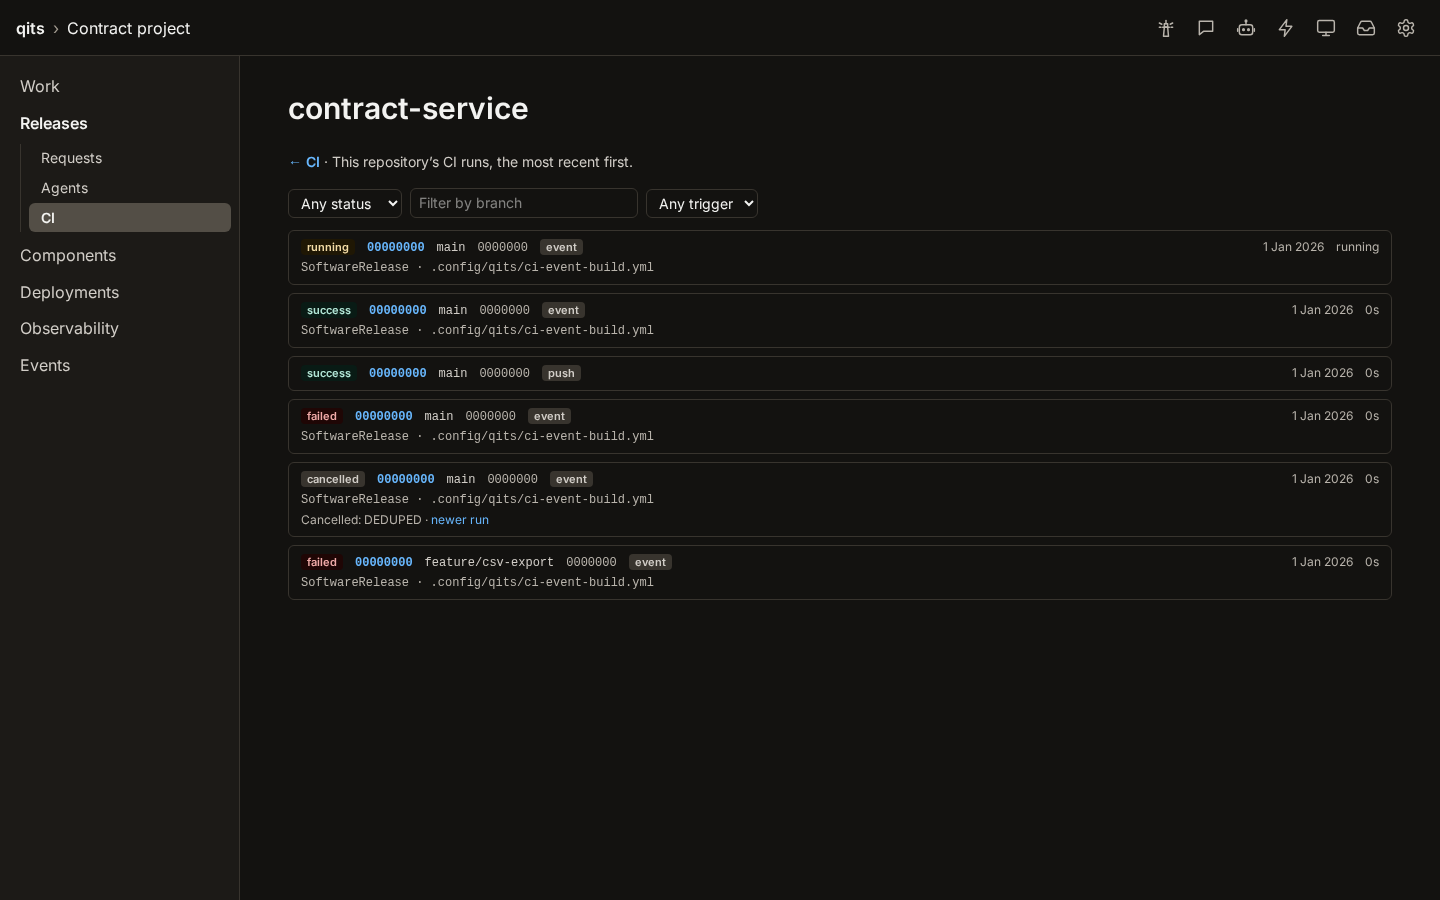 qits › Contract project
Work
Releases
Requests
Agents
CI
Components
Deployments
Observability
Events
contract-service
← CI · This repository’s CI runs, the most recent first.
Any status Filter by branch Any trigger
running 00000000 main 0000000 event 1 Jan 2026 running
SoftwareRelease · .config/qits/ci-event-build.yml
success 00000000 main 0000000 event 1 Jan 2026 0s
SoftwareRelease · .config/qits/ci-event-build.yml
success 00000000 main 0000000 push 1 Jan 2026 0s
failed 00000000 main 0000000 event 1 Jan 2026 0s
SoftwareRelease · .config/qits/ci-event-build.yml
cancelled 00000000 main 0000000 event 1 Jan 2026 0s
SoftwareRelease · .config/qits/ci-event-build.yml
Cancelled: DEDUPED · newer run
failed 00000000 feature/csv-export 0000000 event 1 Jan 2026 0s
SoftwareRelease · .config/qits/ci-event-build.yml